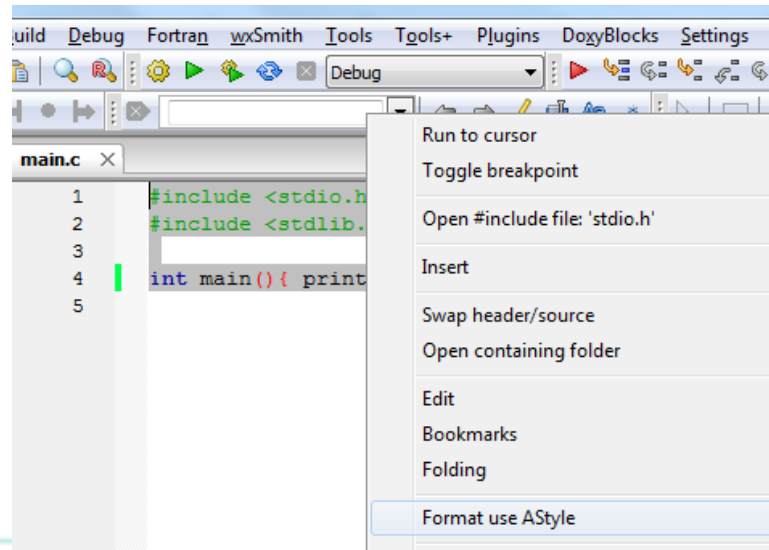 uild Debug Fortran wxSmith Tools Tools+ Plugins DoxyBlocks Settings
Debug
main.c
Run to cursor
Toggle breakpoint
1 #include <stdio.h
Open #include file: 'stdio.h'
2 #include <stdlib.
3
Insert
4 int main(){ print
5
Swap header/source
Open containing folder
Edit
Bookmarks
Folding
Format use AStyle